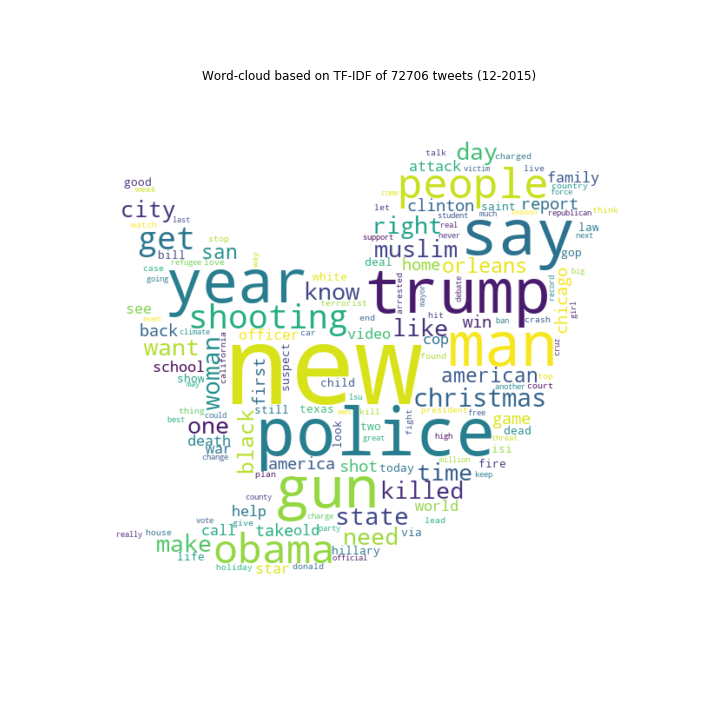 Word-cloud based on TF-IDF of 72706 tweets (12-2015)
talk
day
charged
attack
victim
live
good
week
people
family
country
force
come
city
clinton
saint
report
let
student
much
season
republican
think
last
watch
right
real
say
law
get
support
never
next
stop
san
muslim
gop
way
bill
refugee
love
deal
home
orleans
case
going
year
white
know
trump
arrested
mayor
debate
record
chicago
big
girl
terrorist
see
shooting
end
hit
like
win
ban
crash
even
back
climate
officer
car
video
cop
man
cruz
want
california
new
found
school
woman
first
suspect
american
top
court
show
may
child
another
thing
could
lsu
christmas
best
one
black
still
texas
kill
president
free
game
police
look
two
fight
dead
death
great
high
threat
war
isi
change
america
shot
today
time
million
fire
plan
gun
killed
keep
county
help
state
world
vote
give
charge
lead
really
house
call
takeold
party
need
via
make
obama
hillary
life
official
holiday
star
donald